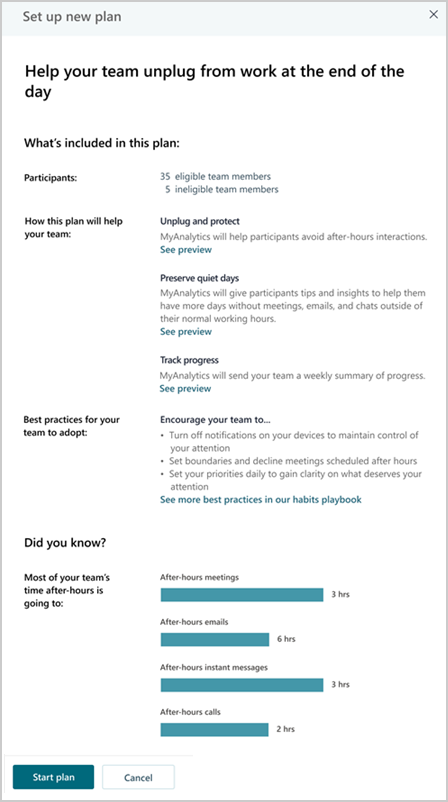 Set up new plan
Help your team unplug from work at the end of the
day
What's included in this plan:
Participants:
35 eligible team members
5 ineligible team members
How this plan will help
your team:
Unplug and protect
MyAnalytics will help participants avoid after-hours interactions.
See preview
Preserve quiet days
MyAnalytics will give participants tips and insights to help them
have more days without meetings, emails, and chats outside of
their normal working hours.
See preview
Track progress
MyAnalytics will send your team a weekly summary of progress.
See preview
Best practices for your
team to adopt:
Encourage your team to...
• Turn off notifications on your devices to maintain control of
your attention
• Set boundaries and decline meetings scheduled after hours
• Set your priorities daily to gain clarity on what deserves your
attention
See more best practices in our habits playbook
Did you know?
Most of your team's
time after-hours is
going to:
After-hours meetings
3 hrs
After-hours emails
6 hrs
After-hours instant messages
3 hrs
After-hours calls
2 hrs
Start plan
Cancel